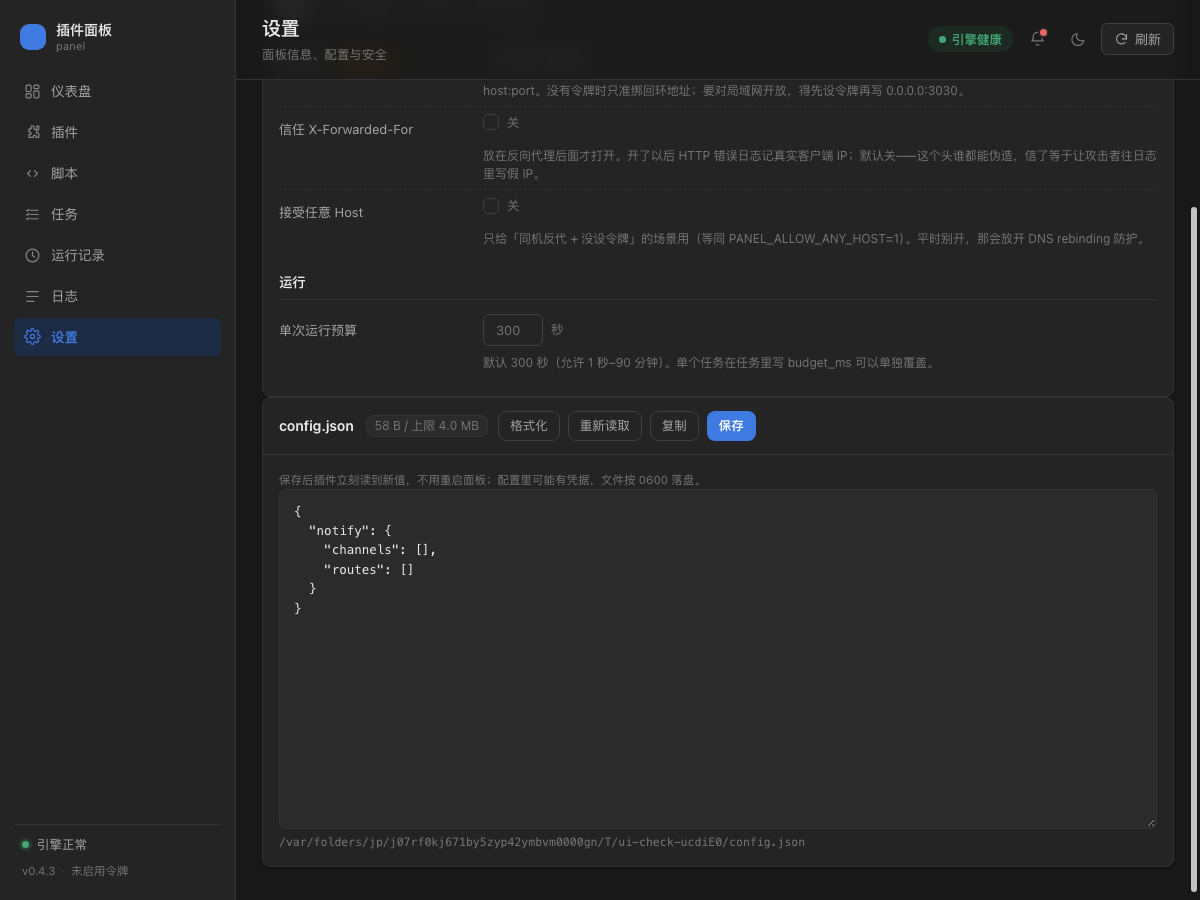 插件面板
panel
仪表盘
插件
脚本
任务
运行记录
日志
设置
引擎正常
v0.4.3 · 未启用令牌
设置
面板信息、配置与安全
引擎健康
刷新
host:port。没有令牌时只准绑回环地址；要对局域网开放，得先设令牌再写 0.0.0.0:3030。
信任 X-Forwarded-For
关
放在反向代理后面才打开。开了以后 HTTP 错误日志记真实客户端 IP；默认关——这个头谁都能伪造，信了等于让攻击者往日志
里写假 IP。
接受任意 Host
关
只给「同机反代 + 没设令牌」的场景用（等同 PANEL_ALLOW_ANY_HOST=1）。平时别开，那会放开 DNS rebinding 防护。
运行
单次运行预算
300 秒
默认 300 秒（允许 1 秒–90 分钟）。单个任务在任务里写 budget_ms 可以单独覆盖。
config.json 58 B / 上限 4.0 MB 格式化 重新读取 复制 保存
保存后插件立刻读到新值，不用重启面板；配置里可能有凭据，文件按 0600 落盘。
{
  "notify": {
    "channels": [],
    "routes": []
  }
}
/var/folders/jp/j07rf0kj671by5zyp42ymbvm0000gn/T/ui-check-ucdiE0/config.json